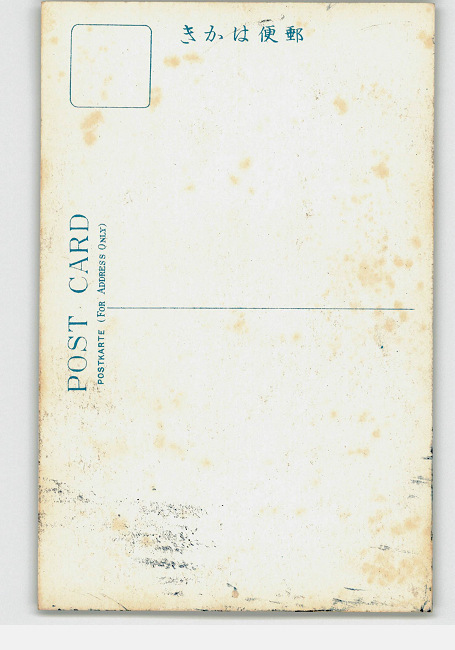 きかは便郵
POST CARD
POSTKARTE (FOR ADDRESS ONLY)